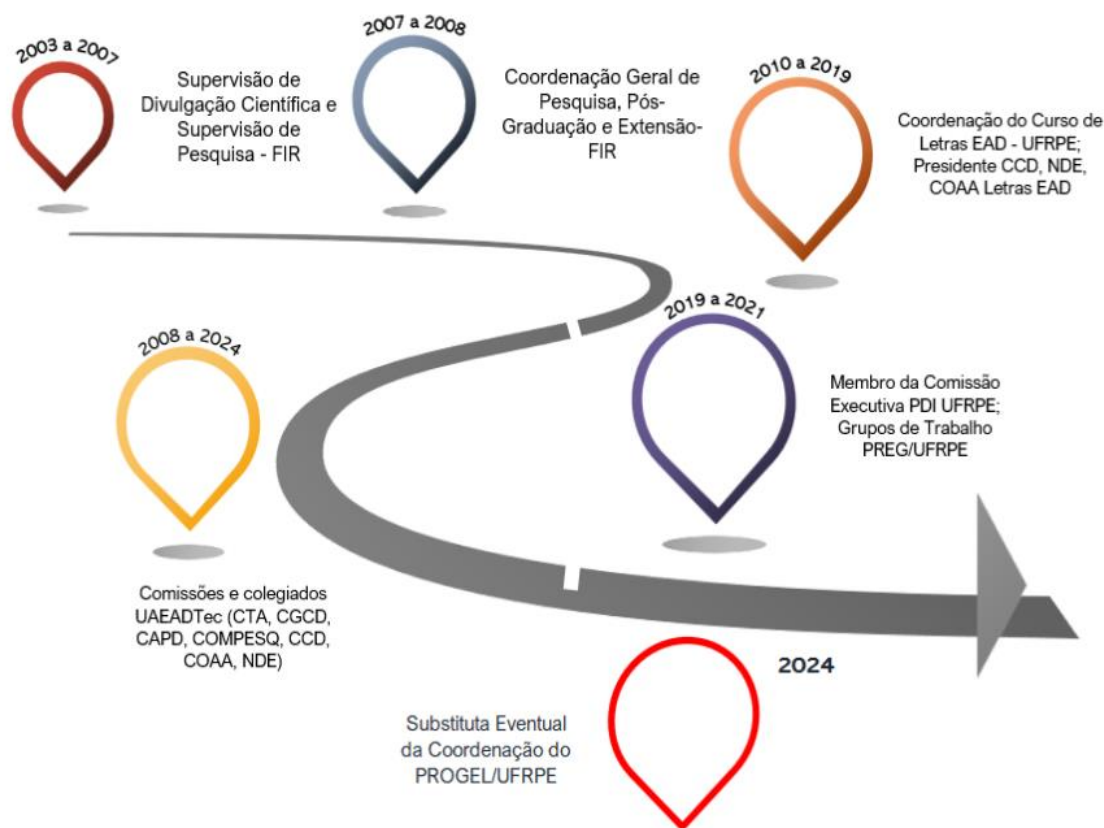 2003 a 2007
Supervisão de
Divulgação Científica e
Supervisão de
Pesquisa - FIR
2007 a 2008
Coordenação Geral de
Pesquisa, Pós-
Graduação e Extensão-
FIR
2010 a 2019
Coordenação do Curso de
Letras EAD - UFRPE;
Presidente CCD, NDE,
COAA Letras EAD
2008 a 2024
Comissões e colegiados
UAEADTec (CTA, CGCD,
CAPD, COMPESQ, CCD,
COAA, NDE)
2019 a 2021
Membro da Comissão
Executiva PDI UFRPE;
Grupos de Trabalho
PREG/UFRPE
2024
Substituta Eventual
da Coordenação do
PROGEL/UFRPE